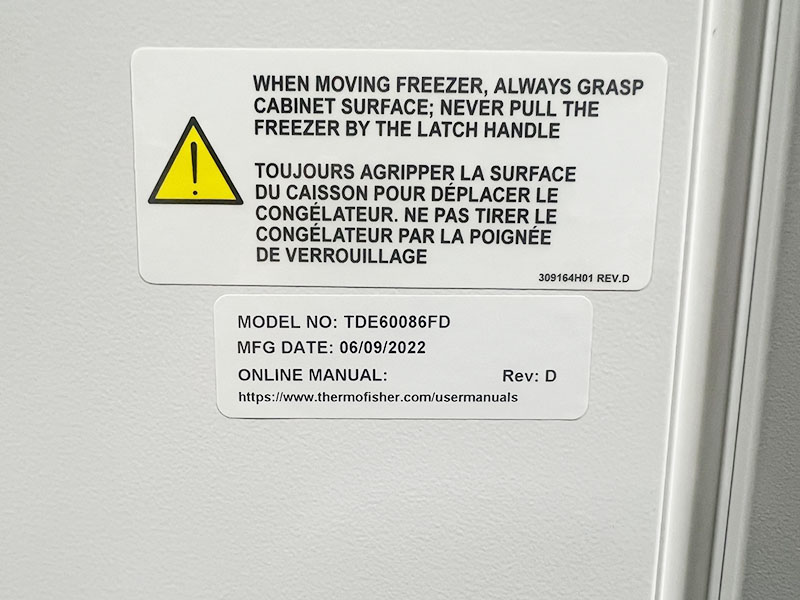 WHEN MOVING FREEZER, ALWAYS GRASP
CABINET SURFACE; NEVER PULL THE
FREEZER BY THE LATCH HANDLE
TOUJOURS AGRIPPER LA SURFACE
DU CAISSON POUR DÉPLACER LE
CONGÉLATEUR. NE PAS TIRER LE
CONGÉLATEUR PAR LA POIGNÉE
DE VERROUILLAGE
309164H01 REV.D
MODEL NO: TDE60086FD
MFG DATE: 06/09/2022
ONLINE MANUAL: Rev: D
https://www.thermofisher.com/usermanuals